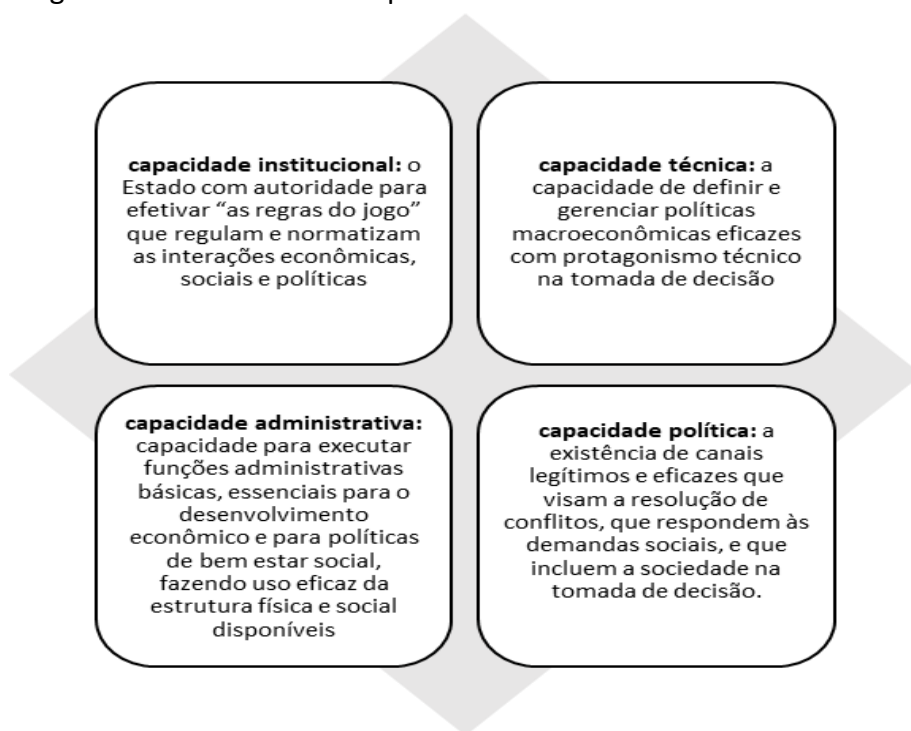 capacidade institucional: o
Estado com autoridade para
efetivar “as regras do jogo”
que regulam e normatizam
as interações econômicas,
sociais e políticas
capacidade técnica: a
capacidade de definir e
gerenciar políticas
macroeconômicas eficazes
com protagonismo técnico
na tomada de decisão
capacidade administrativa:
capacidade para executar
funções administrativas
básicas, essenciais para o
desenvolvimento
econômico e para políticas
de bem estar social,
fazendo uso eficaz da
estrutura física e social
disponíveis
capacidade política: a
existência de canais
legítimos e eficazes que
visam a resolução de
conflitos, que respondem às
demandas sociais, e que
incluem a sociedade na
tomada de decisão.